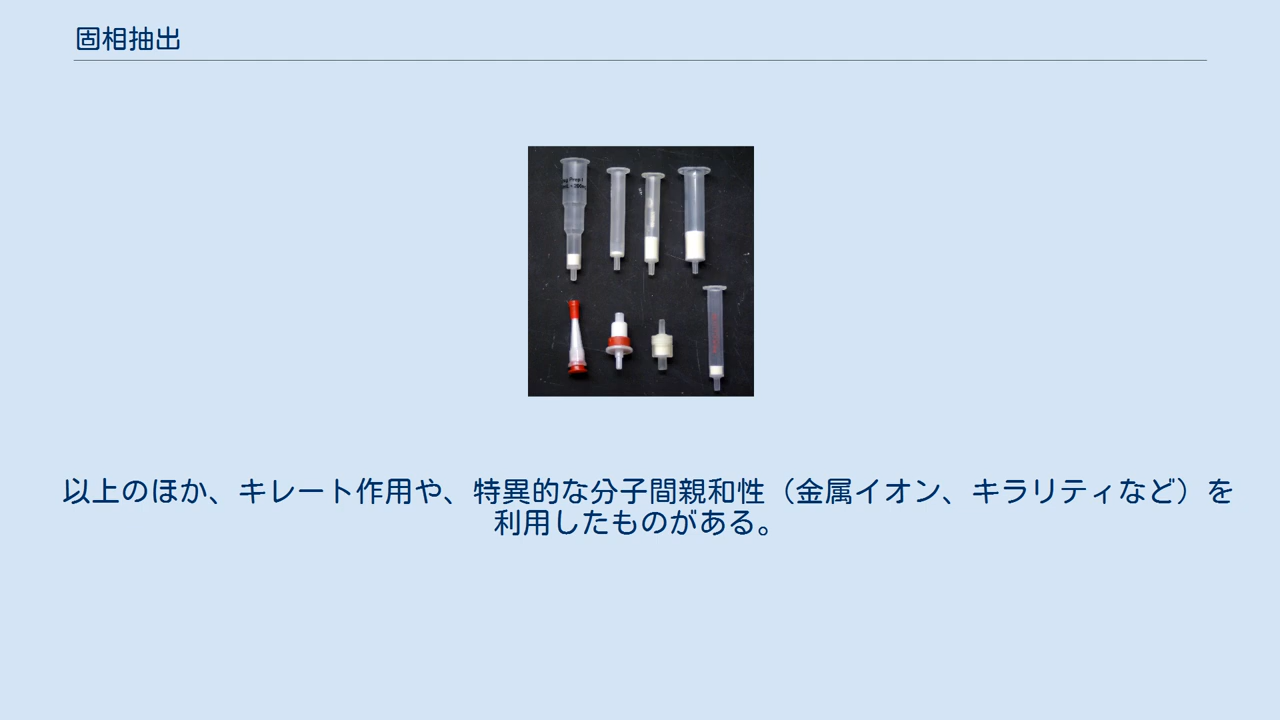 固相抽出
以上のほか、キレート作用や、特異的な分子間親和性（金属イオン、キラリティなど）を
利用したものがある。